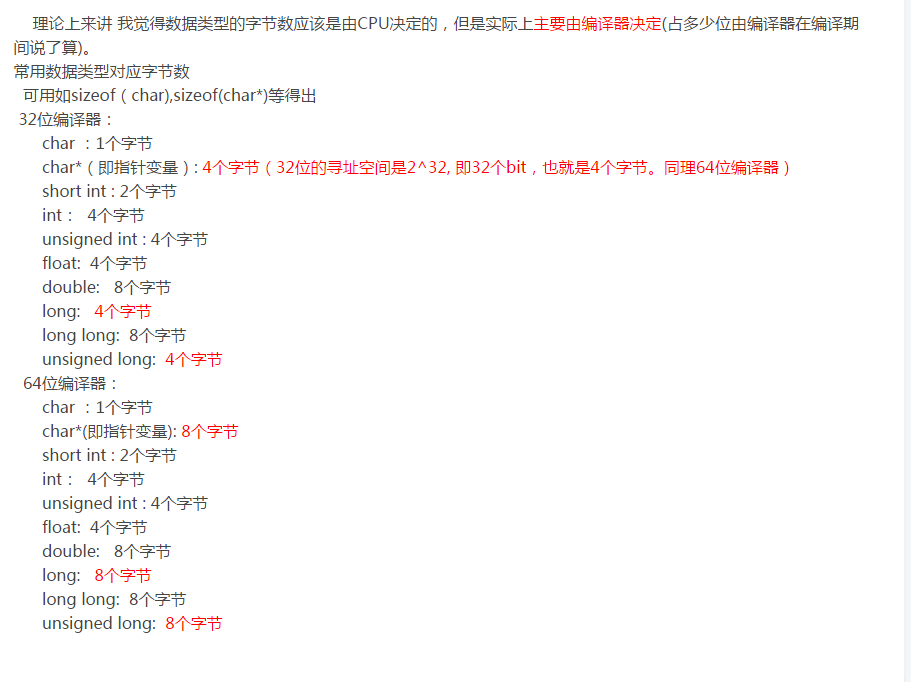 理论上来讲 我觉得数据类型的字节数应该是由CPU决定的，但是实际上主要由编译器决定(占多少位由编译器在编译期
间说了算)。
常用数据类型对应字节数
可用如sizeof（char),sizeof(char*)等得出
32位编译器：
char ：1个字节
char*（即指针变量）: 4个字节（32位的寻址空间是2^32, 即32个bit，也就是4个字节。同理64位编译器）
short int : 2个字节
int： 4个字节
unsigned int : 4个字节
float: 4个字节
double: 8个字节
long: 4个字节
long long: 8个字节
unsigned long: 4个字节
64位编译器：
char ：1个字节
char*(即指针变量): 8个字节
short int : 2个字节
int： 4个字节
unsigned int : 4个字节
float: 4个字节
double: 8个字节
long: 8个字节
long long: 8个字节
unsigned long: 8个字节